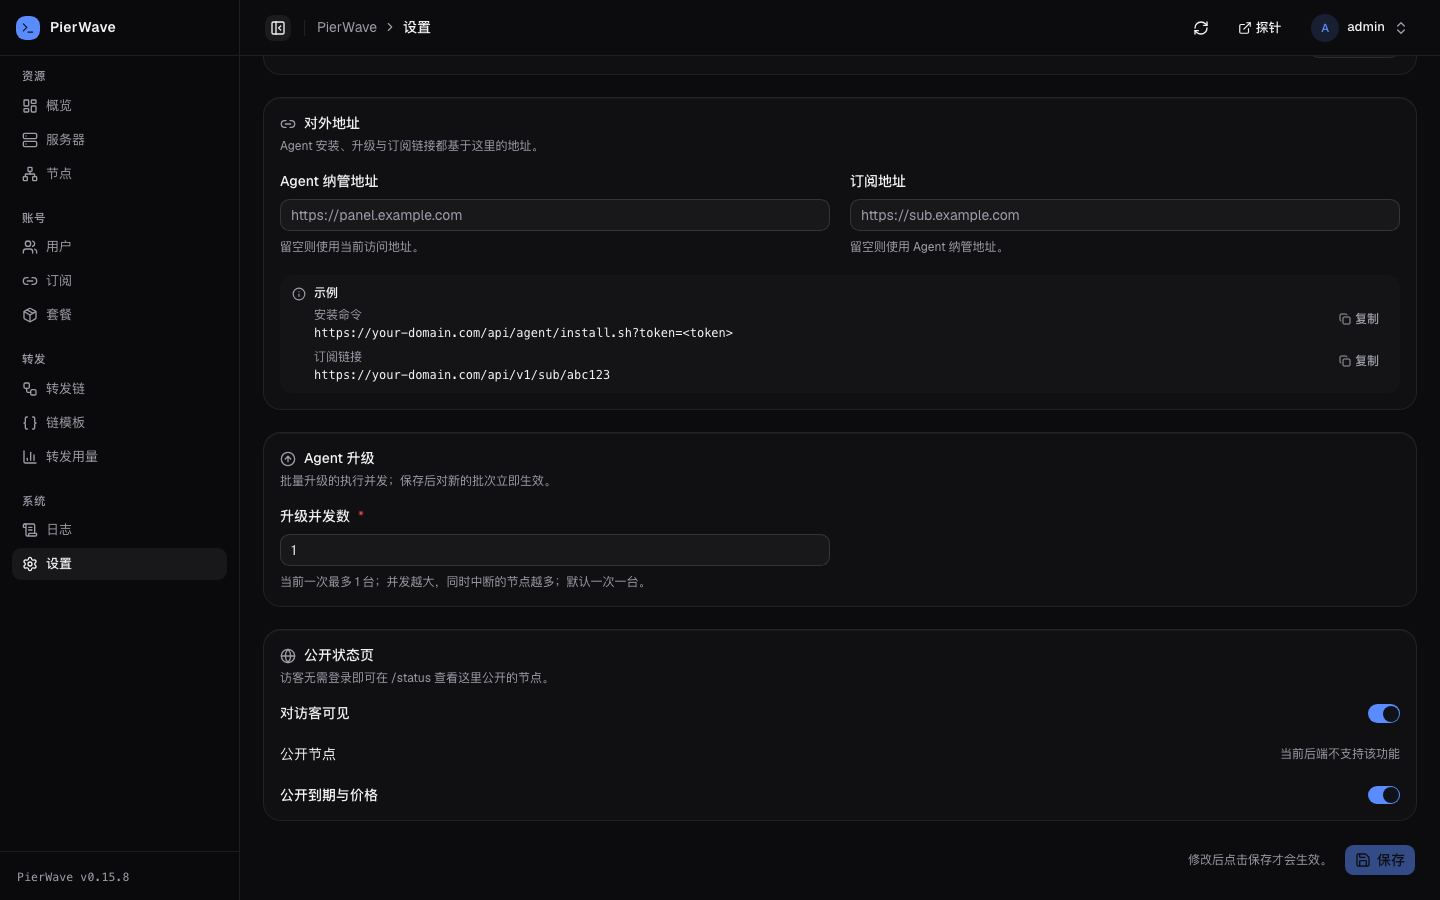 PierWave
PierWave > 设置
探针
A admin
资源
概览
服务器
节点
账号
用户
订阅
套餐
转发
转发链
链模板
转发用量
系统
日志
设置
PierWave v0.15.8
对外地址
Agent 安装、升级与订阅链接都基于这里的地址。
Agent 纳管地址
https://panel.example.com
留空则使用当前访问地址。
订阅地址
https://sub.example.com
留空则使用 Agent 纳管地址。
示例
安装命令
https://your-domain.com/api/agent/install.sh?token=<token>
复制
订阅链接
https://your-domain.com/api/v1/sub/abc123
复制
Agent 升级
批量升级的执行并发；保存后对新的批次立即生效。
升级并发数 *
1
当前一次最多 1 台；并发越大，同时中断的节点越多；默认一次一台。
公开状态页
访客无需登录即可在 /status 查看这里公开的节点。
对访客可见
公开节点
当前后端不支持该功能
公开到期与价格
修改后点击保存才会生效。
保存